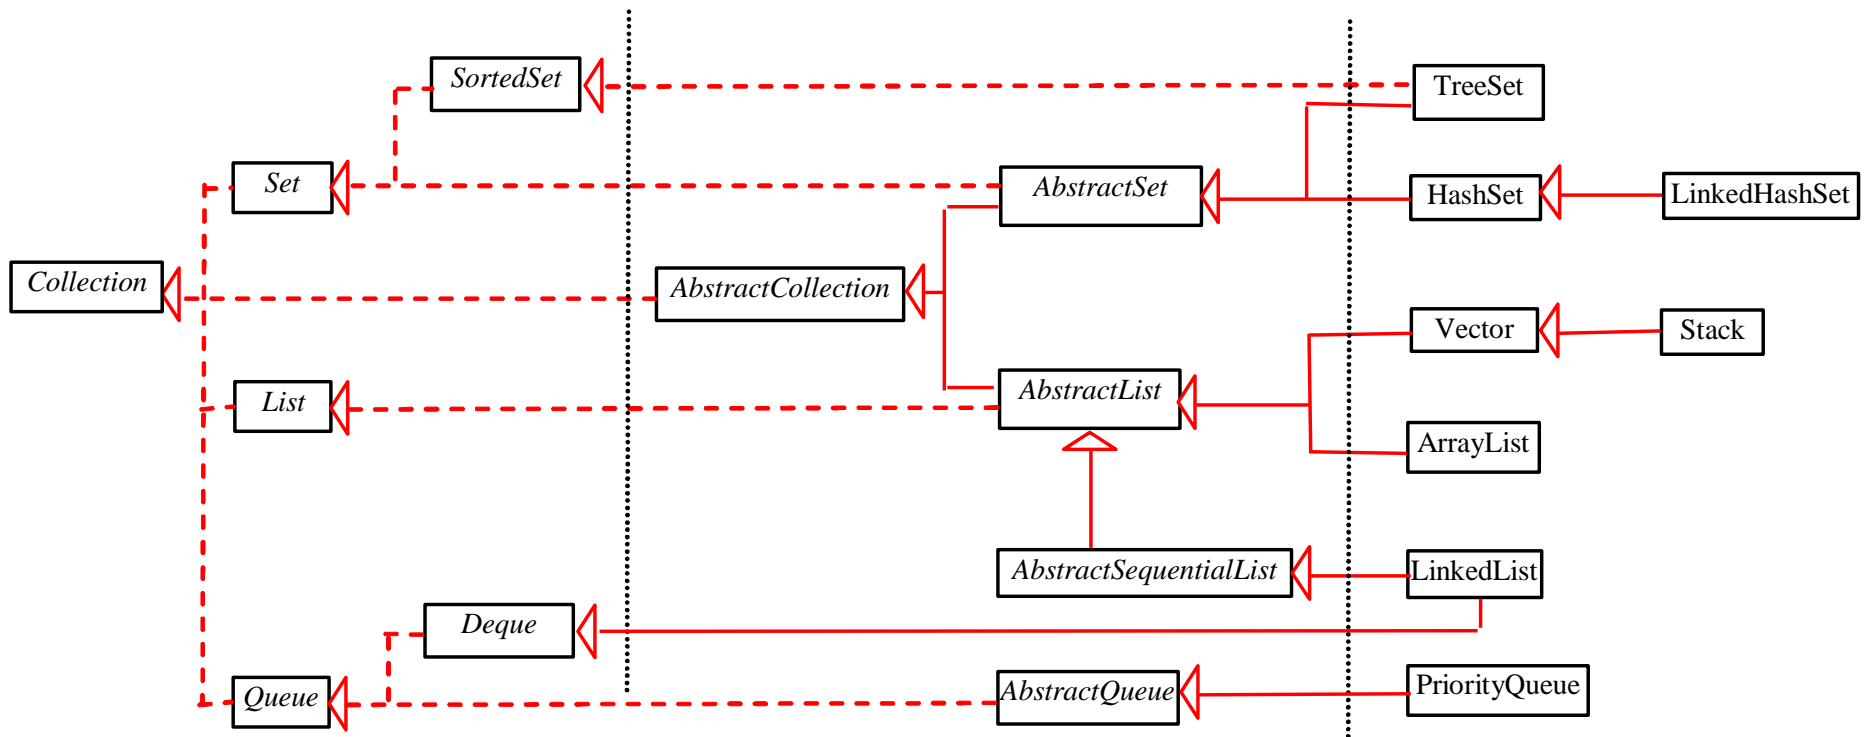 SortedSet
TreeSet
Set
AbstractSet
HashSet
LinkedHashSet
Collection
AbstractCollection
Vector
Stack
List
AbstractList
ArrayList
AbstractSequentialList
LinkedList
Deque
Queue
AbstractQueue
PriorityQueue